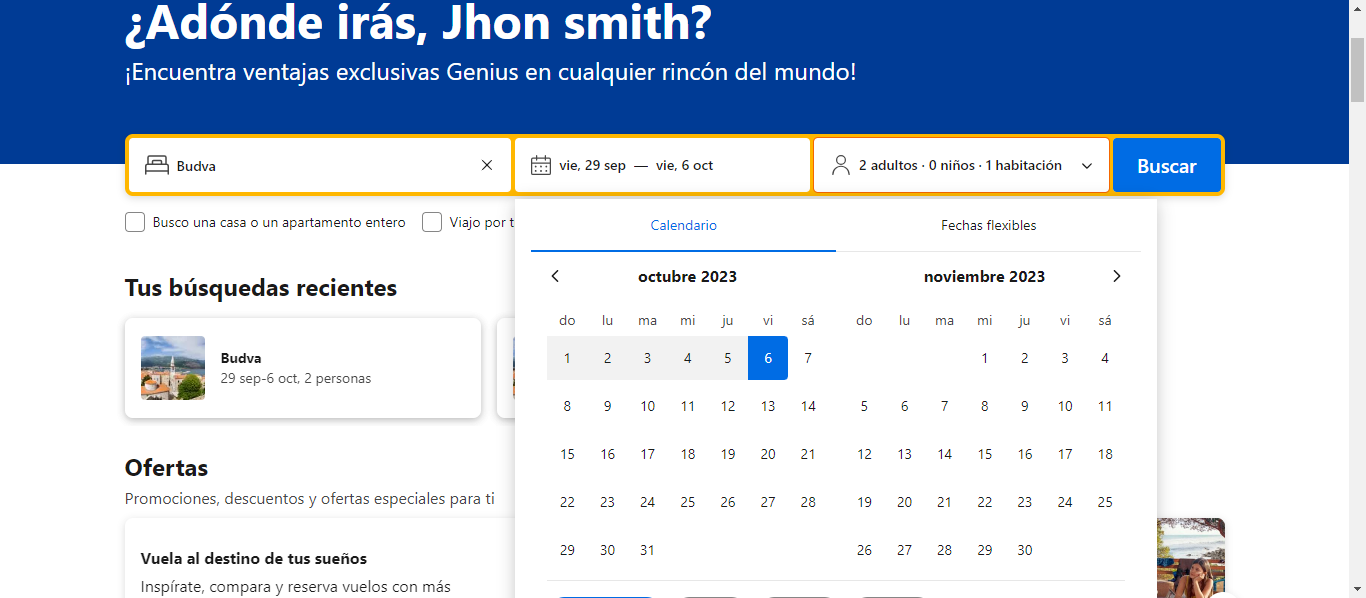 ¿Adónde irás, Jhon smith?
¡Encuentra ventajas exclusivas Genius en cualquier rincón del mundo!
Budva
vie, 29 sep — vie, 6 oct
2 adultos · 0 niños · 1 habitación
Buscar
Busco una casa o un apartamento entero
Viajo por t
Calendario
Fechas flexibles
octubre 2023
do lu ma mi ju vi sá
1 2 3 4 5 6 7
8 9 10 11 12 13 14
15 16 17 18 19 20 21
22 23 24 25 26 27 28
29 30 31
noviembre 2023
do lu ma mi ju vi sá
1 2 3 4
5 6 7 8 9 10 11
12 13 14 15 16 17 18
19 20 21 22 23 24 25
26 27 28 29 30
Tus búsquedas recientes
Budva
29 sep-6 oct, 2 personas
Ofertas
Promociones, descuentos y ofertas especiales para ti
Vuela al destino de tus sueños
Inspírate, compara y reserva vuelos con más